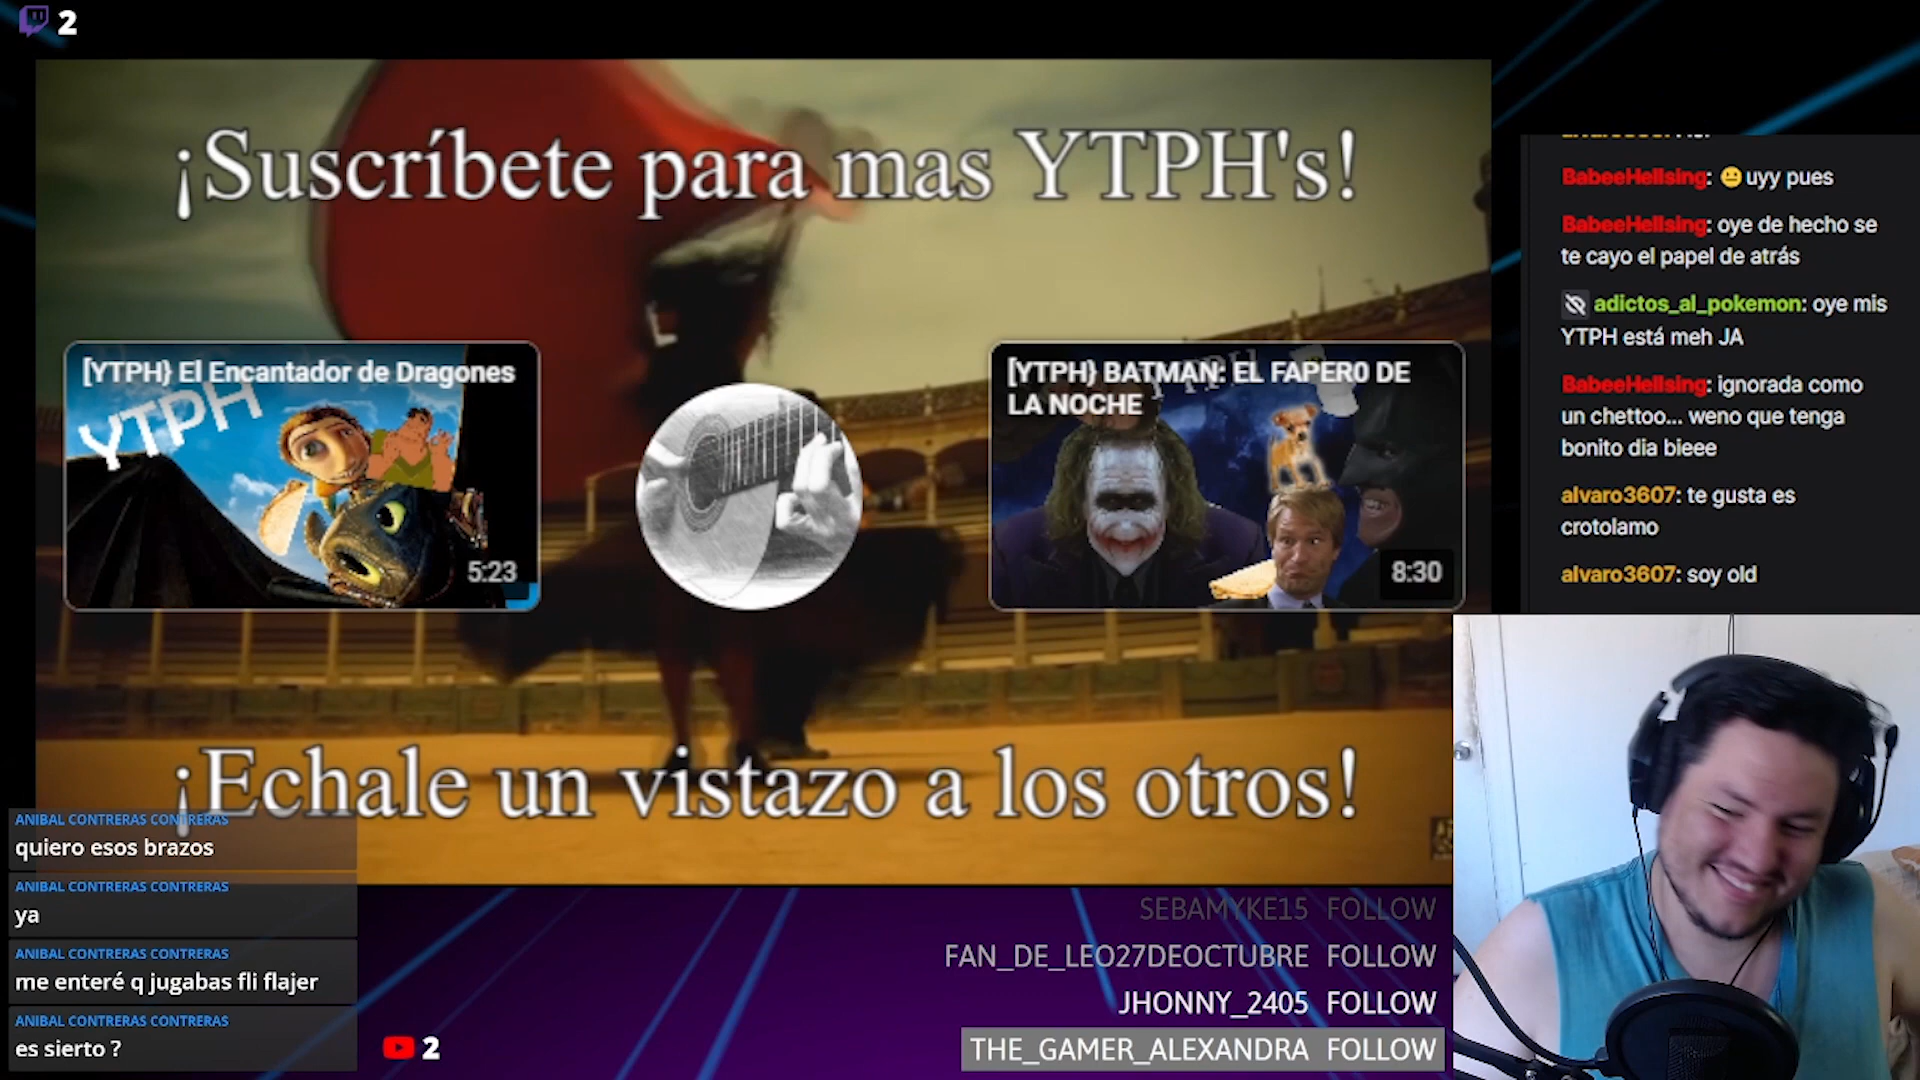 2
¡Suscríbete para mas YTPH's!
[YTPH} El Encantador de Dragones
YTPH
5:23
[YTPH} BATMAN: EL FAPER0 DE
LA NOCHE
8:30
¡Echale un vistazo a los otros!
BabeeHellsing: uyy pues
BabeeHellsing: oye de hecho se
te cayo el papel de atrás
adictos_al_pokemon: oye mis
YTPH está meh JA
BabeeHellsing: ignorada como
un chettoo... weno que tenga
bonito dia bieee
alvaro3607: te gusta es
crotolamo
alvaro3607: soy old
ANIBAL CONTRERAS CONTRERAS
quiero esos brazos
ANIBAL CONTRERAS CONTRERAS
ya
ANIBAL CONTRERAS CONTRERAS
me enteré q jugabas fli flajer
ANIBAL CONTRERAS CONTRERAS
es sierto ?
2
SEBAMYKE15 FOLLOW
FAN_DE_LEO27DEOCTUBRE FOLLOW
JHONNY_2405 FOLLOW
THE_GAMER_ALEXANDRA FOLLOW